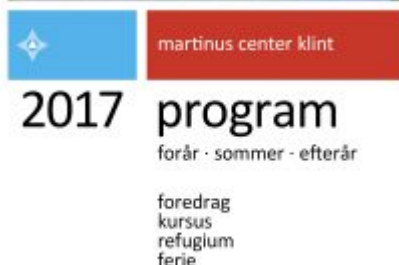 martinus center klint
2017 program
forår · sommer - efterår
foredrag
kursus
refugium
ferie